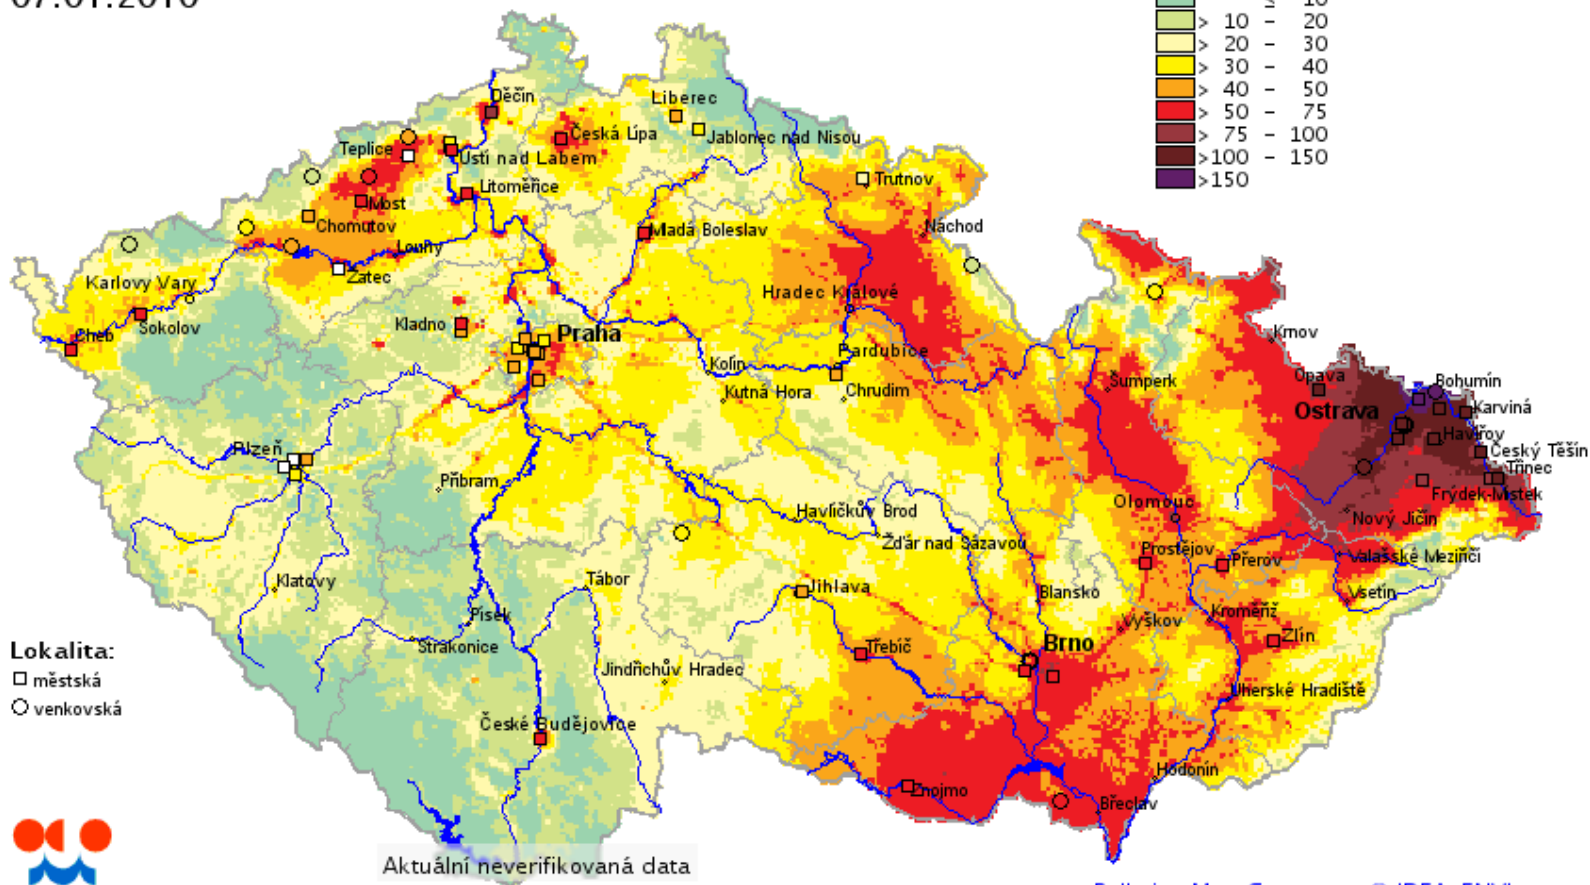 > 10 - 20
> 20 - 30
> 30 - 40
> 40 - 50
> 50 - 75
> 75 - 100
>100 - 150
>150
Děčín
Liberec
Česká Lípa
Jablonec nad Nisou
Teplice
Ústí nad Labem
Litoměřice
Trutnov
Most
Chomutov
Mladá Boleslav
Náchod
Louny
Žatec
Karlovy Vary
Hradec Králové
Sokolov
Kladno
Praha
Cheb
Krnov
Pardubice
Kolín
Šumperk
Opava
Bohumín
Kutná Hora
Chrudim
Ostrava
Karviná
Havířov
Plzeň
Český Těšín
Třinec
Příbram
Frýdek-Místek
Olomouc
Havlíčkův Brod
Nový Jičín
Žďár nad Sázavou
Prostějov
Přerov
Valašské Meziříčí
Klatovy
Tábor
Jihlava
Blansko
Vsetín
Písek
Kroměříž
Vyškov
Zlín
Strakonice
Třebíč
Brno
Lokalita:
městská
venkovská
Jindřichův Hradec
Uherské Hradiště
České Budějovice
Hodonín
Znojmo
Břeclav
Aktuální neverifikovaná data